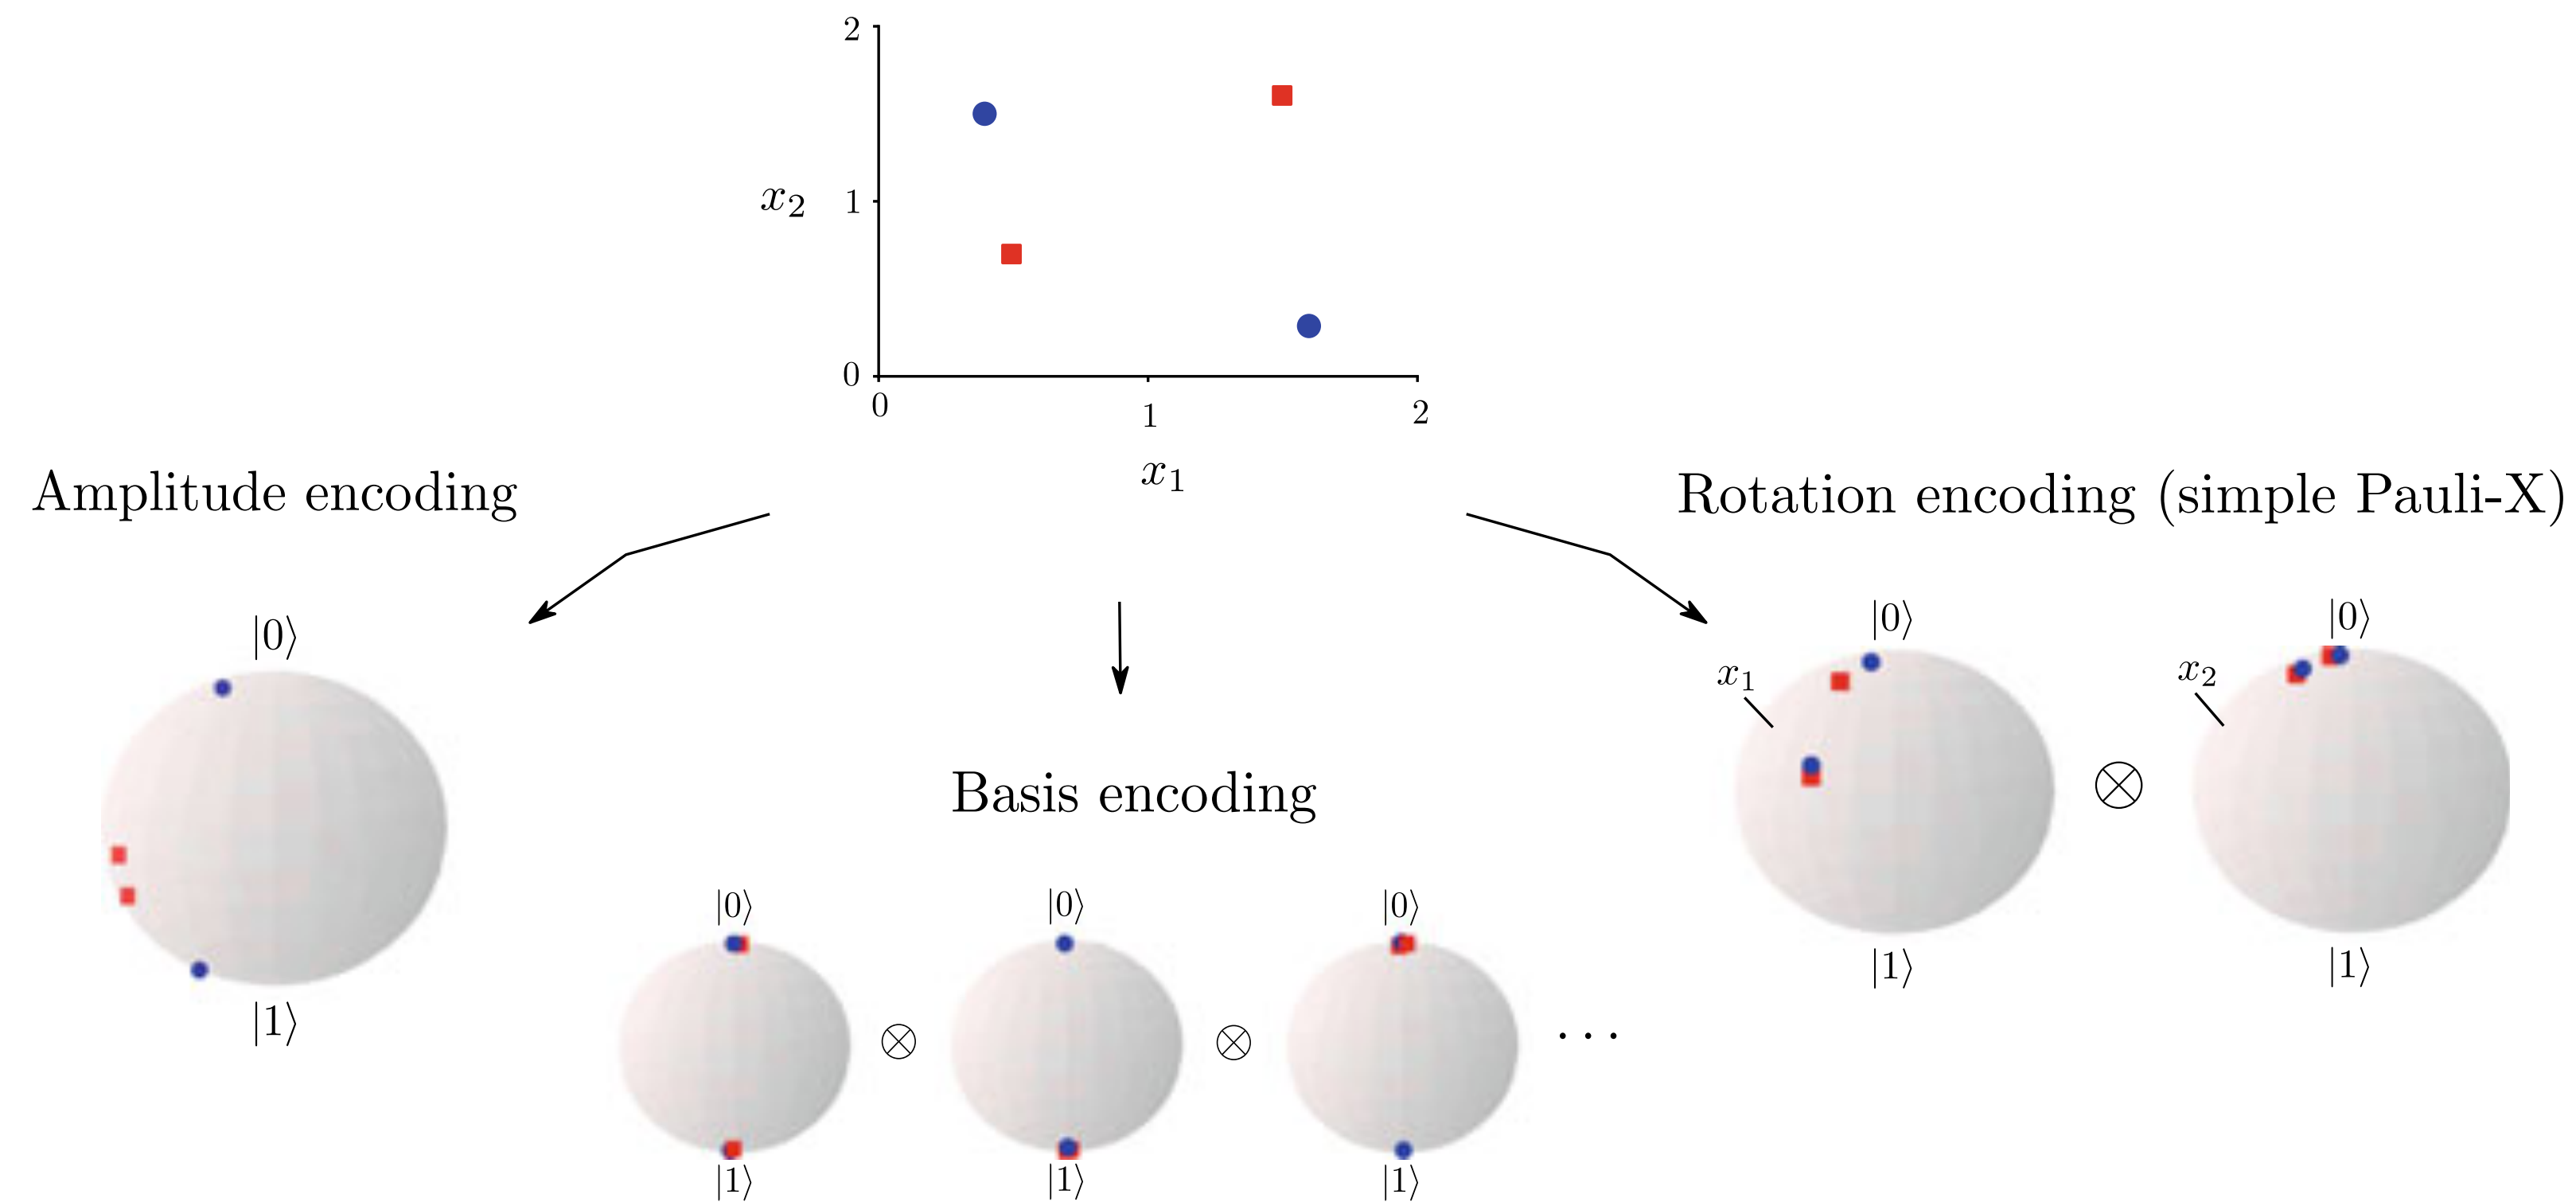 2
x₂ 1
0
0 1 2
x₁
Amplitude encoding
Rotation encoding (simple Pauli-X)
|0⟩
|1⟩
Basis encoding
|0⟩ |0⟩ |0⟩
⊗ ⊗ ···
|1⟩ |1⟩ |1⟩
|0⟩ |0⟩
x₁ x₂
⊗
|1⟩ |1⟩